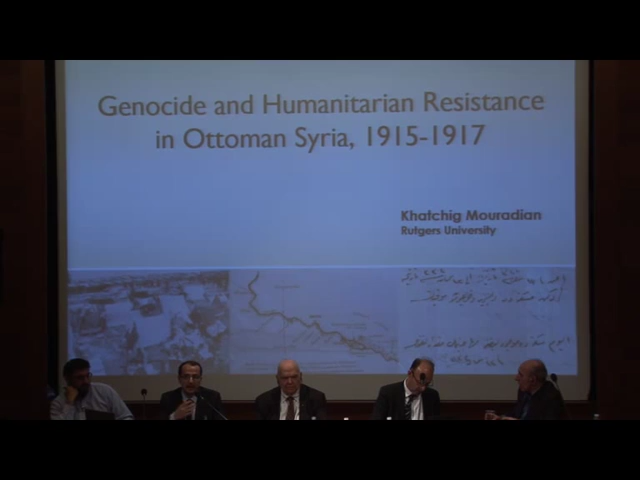 Genocide and Humanitarian Resistance
in Ottoman Syria, 1915-1917
Khatchig Mouradian
Rutgers University